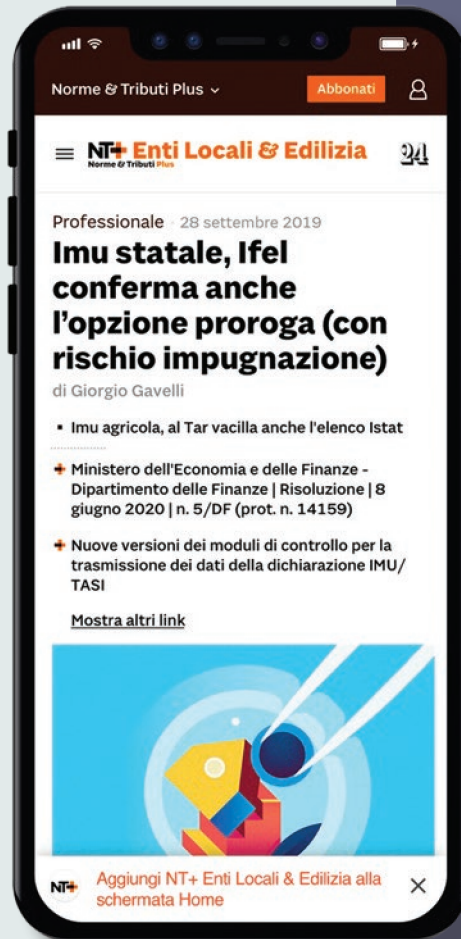 Norme & Tributi Plus
Abbonati
NT+ Enti Locali & Edilizia
Norme & Tributi Plus
24
Professionale · 28 settembre 2019
Imu statale, Ifel
conferma anche
l'opzione proroga (con
rischio impugnazione)
di Giorgio Gavelli
▪ Imu agricola, al Tar vacilla anche l'elenco Istat
+ Ministero dell'Economia e delle Finanze -
Dipartimento delle Finanze | Risoluzione | 8
giugno 2020 | n. 5/DF (prot. n. 14159)
+ Nuove versioni dei moduli di controllo per la
trasmissione dei dati della dichiarazione IMU/
TASI
Mostra altri link
NT+
Aggiungi NT+ Enti Locali & Edilizia alla
schermata Home